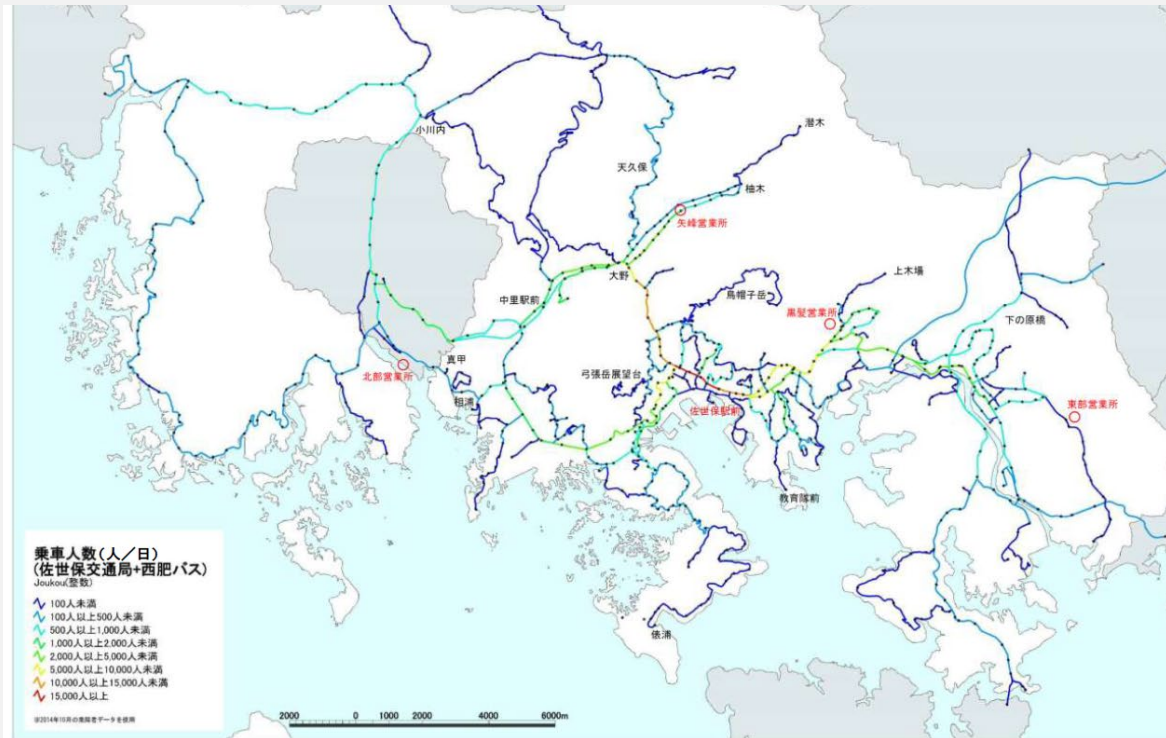 潜木
小川内
天久保
柚木
矢峰営業所
大野
上木場
烏帽子岳
中里駅前
黒髪営業所
下の原橋
真申
北部営業所
弓張岳展望台
相浦
佐世保駅前
東部営業所
教育隊前
俵浦
乗車人数(人/日)
(佐世保交通局+西肥バス)
Joukou(整数)
100人未満
100人以上500人未満
500人以上1,000人未満
1,000人以上2,000人未満
2,000人以上5,000人未満
5,000人以上10,000人未満
10,000人以上15,000人未満
15,000人以上
※2014年10月の乗降者データを使用
2000 0 1000 2000 4000 6000m